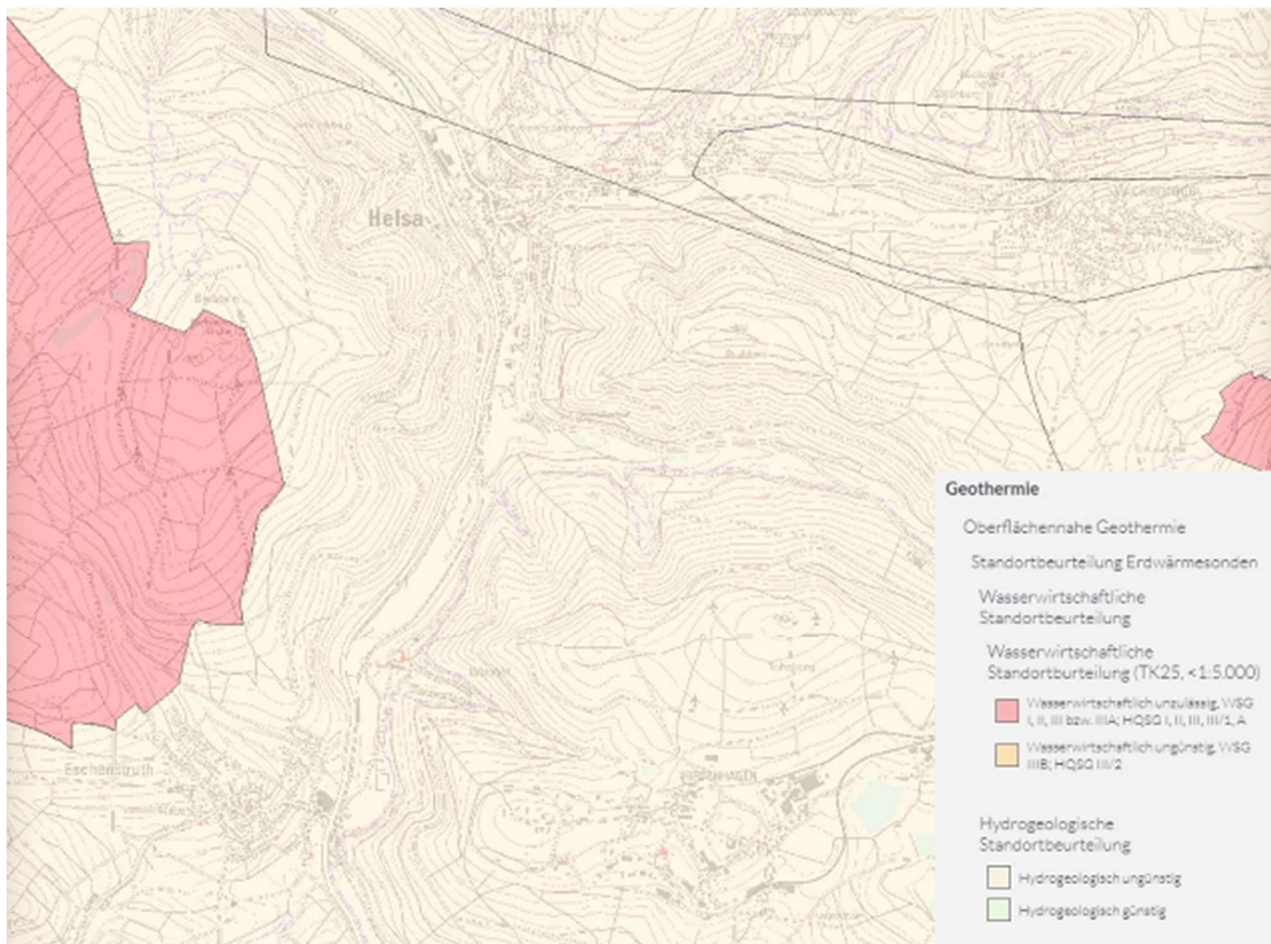 Helsa
Wickenrode
Eschenstruth
HIRSCHHAGEN
Geothermie
Oberflächennahe Geothermie
Standortbeurteilung Erdwärmesonden
Wasserwirtschaftliche
Standortbeurteilung
Wasserwirtschaftliche
Standortburteilung (TK25, <1:5.000)
Wasserwirtschaftlich unzulässig, WSG
I, II, III bzw. IIIA; HQSG I, II, III, III/1, A
Wasserwirtschaftlich ungünstig, WSG
IIIB; HQSG III/2
Hydrogeologische
Standortbeurteilung
Hydrogeologisch ungünstig
Hydrogeologisch günstig